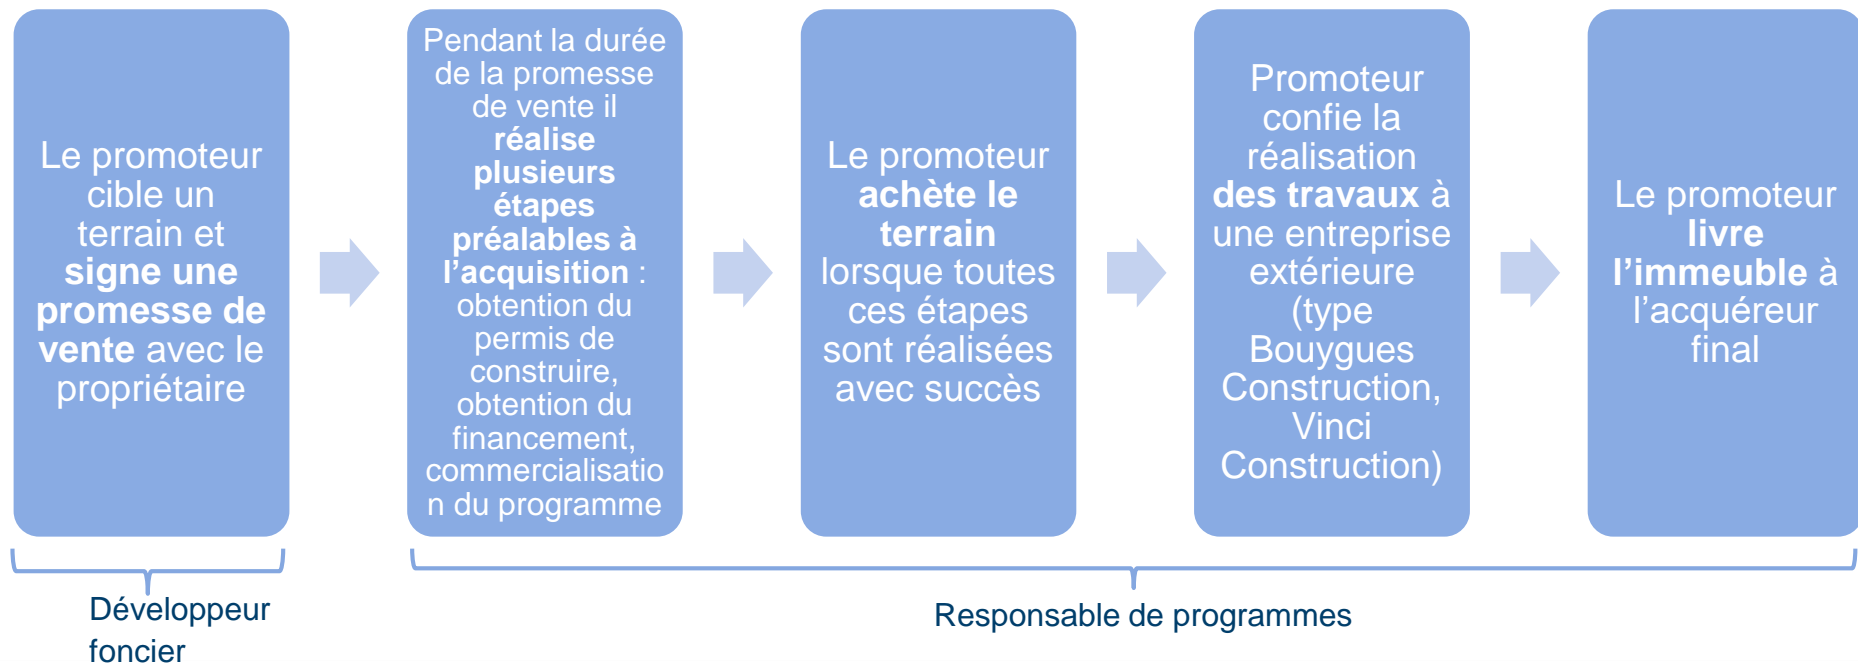 Le promoteur
cible un
terrain et
signe une
promesse de
vente avec le
propriétaire
Pendant la durée
de la promesse
de vente il
réalise
plusieurs
étapes
préalables à
l’acquisition :
obtention du
permis de
construire,
obtention du
financement,
commercialisatio
n du programme
Le promoteur
achète le
terrain
lorsque toutes
ces étapes
sont réalisées
avec succès
Promoteur
confie la
réalisation
des travaux à
une entreprise
extérieure
(type
Bouygues
Construction,
Vinci
Construction)
Le promoteur
livre
l’immeuble à
l’acquéreur
final
Développeur
foncier
Responsable de programmes